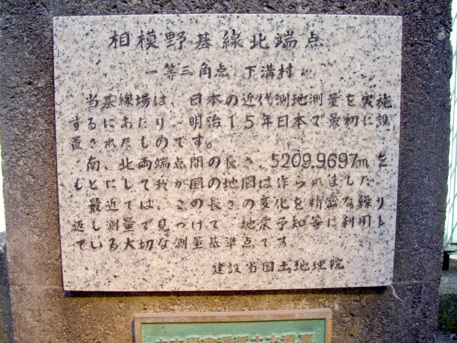 相模野基線北端点
一等三角点 下溝村
当基線場は、日本の近代測地測量を実施
するにあたり、明治15年日本で最初に設
置されたものです。
南、北両端点間の長さ、5209.9697mを
もとにして我が国の地図は作られました。
最近では、この長さの変化を精密な繰り
返し測量で見つけて、地震予知等に利用し
ている大切な測量基準点です。
建設省国土地理院